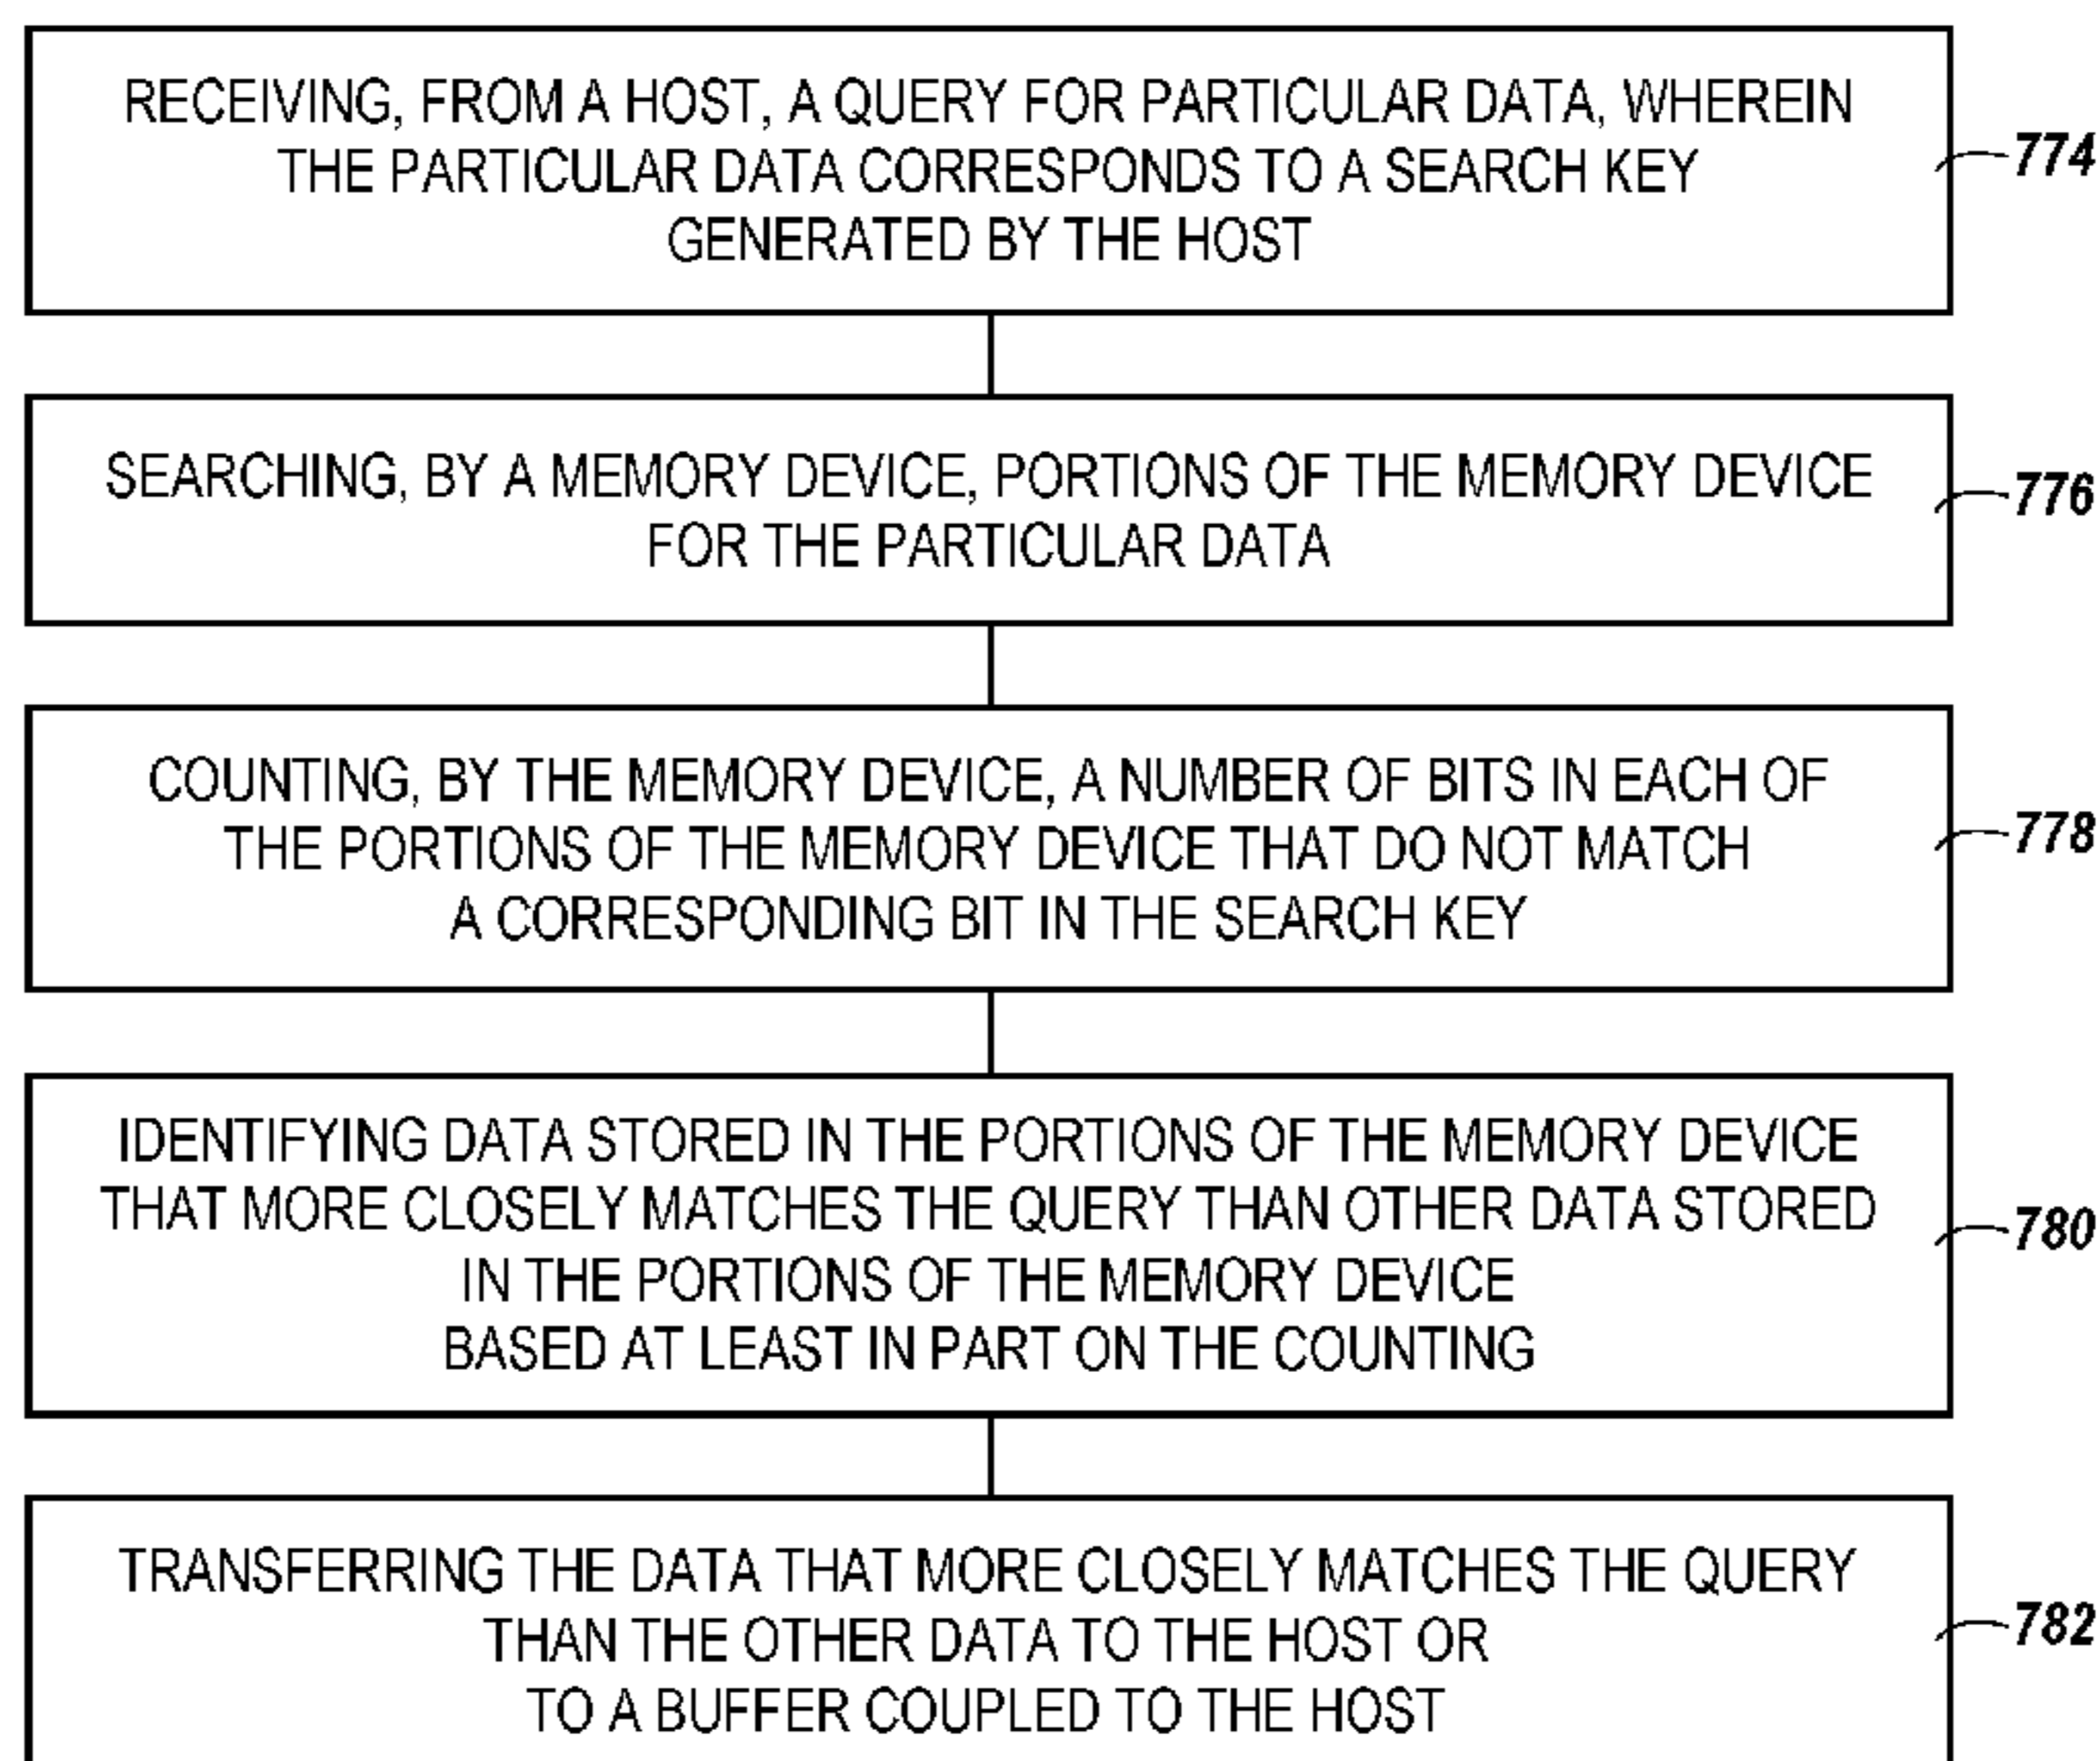 RECEIVING, FROM A HOST, A QUERY FOR PARTICULAR DATA, WHEREIN
THE PARTICULAR DATA CORRESPONDS TO A SEARCH KEY
GENERATED BY THE HOST
774
SEARCHING, BY A MEMORY DEVICE, PORTIONS OF THE MEMORY DEVICE
FOR THE PARTICULAR DATA
776
COUNTING, BY THE MEMORY DEVICE, A NUMBER OF BITS IN EACH OF
THE PORTIONS OF THE MEMORY DEVICE THAT DO NOT MATCH
A CORRESPONDING BIT IN THE SEARCH KEY
778
IDENTIFYING DATA STORED IN THE PORTIONS OF THE MEMORY DEVICE
THAT MORE CLOSELY MATCHES THE QUERY THAN OTHER DATA STORED
IN THE PORTIONS OF THE MEMORY DEVICE
BASED AT LEAST IN PART ON THE COUNTING
780
TRANSFERRING THE DATA THAT MORE CLOSELY MATCHES THE QUERY
THAN THE OTHER DATA TO THE HOST OR
TO A BUFFER COUPLED TO THE HOST
782